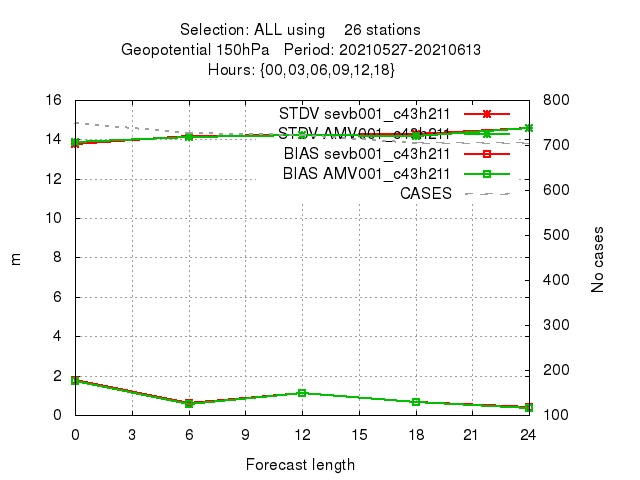 Selection: ALL using 26 stations
Geopotential 150hPa Period: 20210527-20210613
Hours: {00,03,06,09,12,18}
16 800
STDV sevb001_c43h211
14 STDV AMV001_c43h211 700
BIAS sevb001_c43h211
12 BIAS AMV001_c43h211
CASES 600
10
500
8 m No cases
400
6
300
4
200
2
0 100
0 3 6 9 12 15 18 21 24
Forecast length